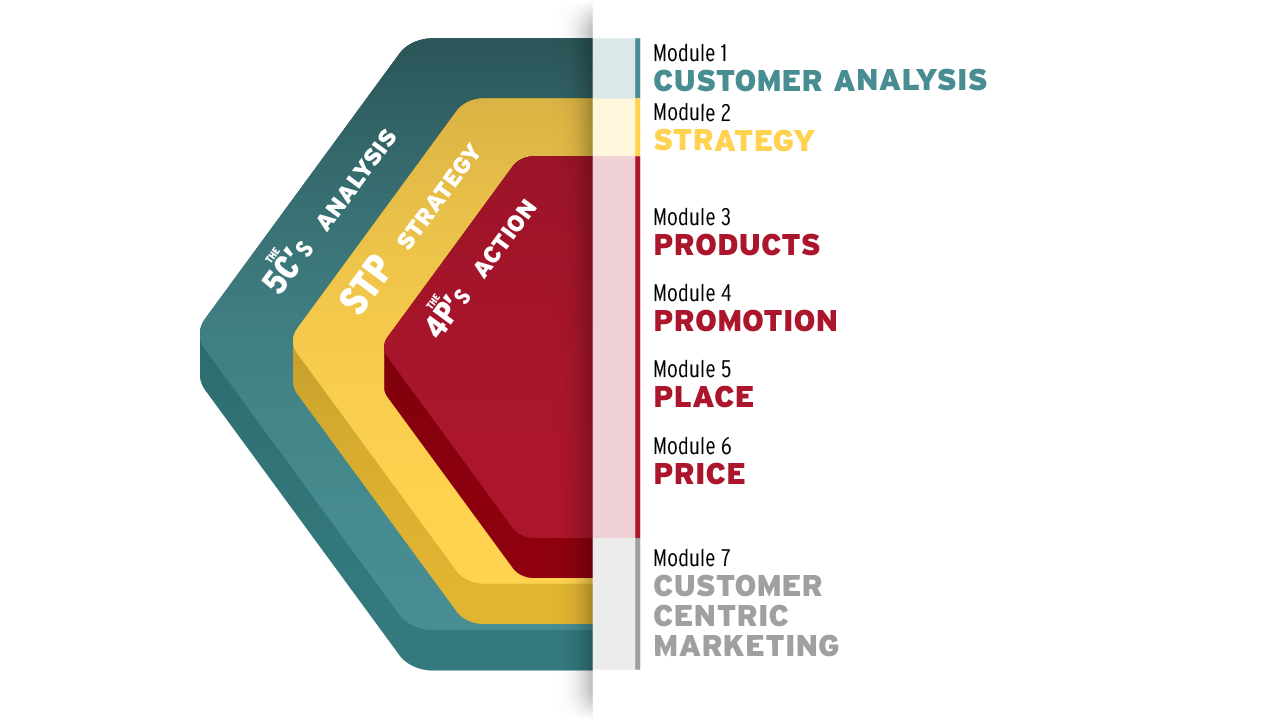 THE
5C's ANALYSIS
STP STRATEGY
THE
4P's ACTION
Module 1
CUSTOMER ANALYSIS
Module 2
STRATEGY
Module 3
PRODUCTS
Module 4
PROMOTION
Module 5
PLACE
Module 6
PRICE
Module 7
CUSTOMER
CENTRIC
MARKETING